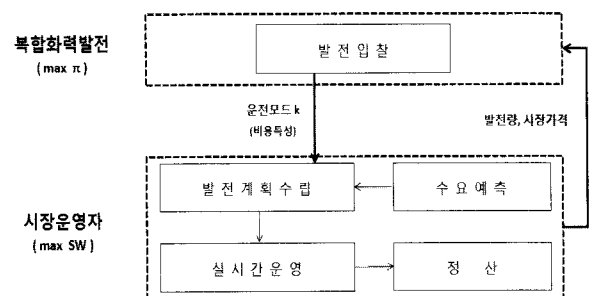 복합화력발전
( max π )
발 전 입 찰
운전모드 k
(비용특성)
발전량, 시장가격
발 전 계 획 수 립
수 요 예 측
시장운영자
( max SW )
실 시 간 운 영
정 산